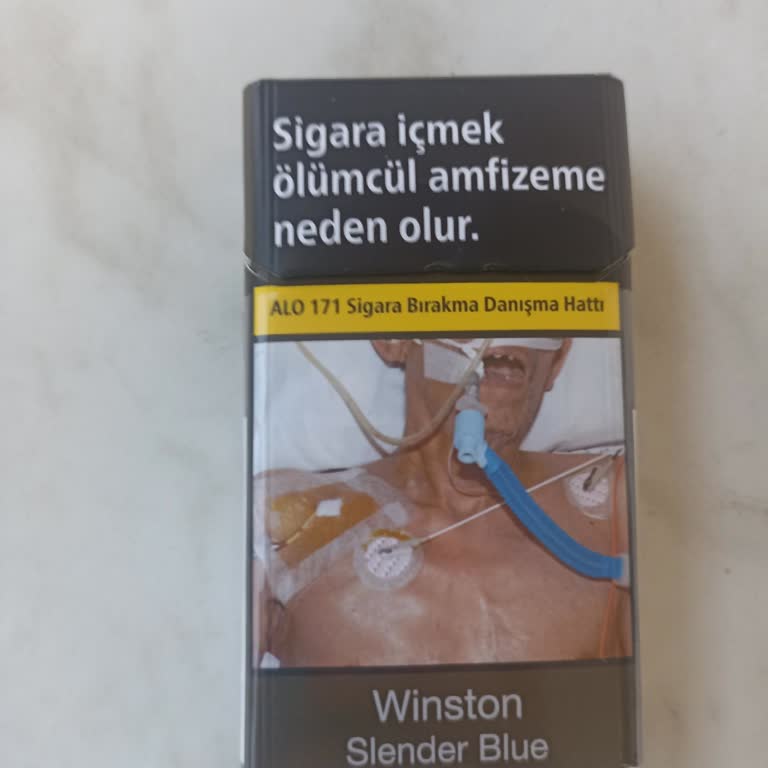 Sigara içmek
ölümcül amfizeme
neden olur.
ALO 171 Sigara Bırakma Danışma Hattı
Winston
Slender Blue